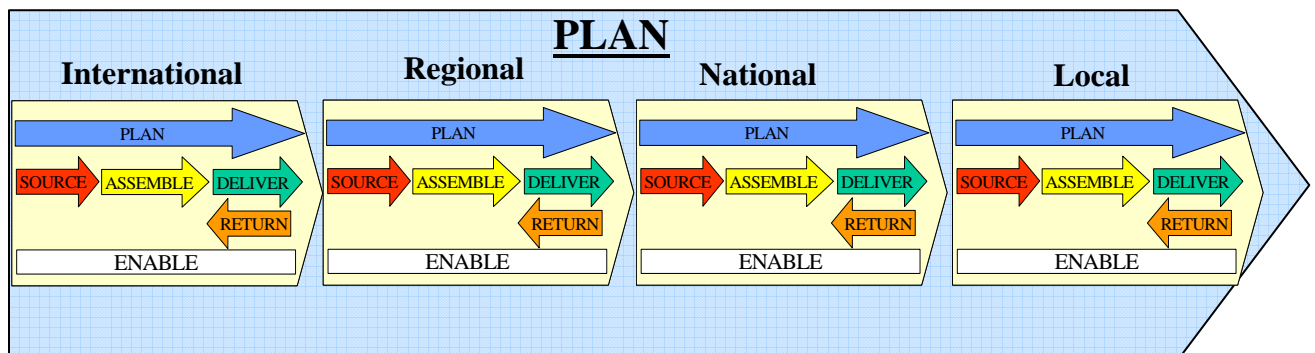 PLAN
International Regional National Local
PLAN PLAN PLAN PLAN
SOURCE ASSEMBLE DELIVER SOURCE ASSEMBLE DELIVER SOURCE ASSEMBLE DELIVER SOURCE ASSEMBLE DELIVER
RETURN RETURN RETURN RETURN
ENABLE ENABLE ENABLE ENABLE